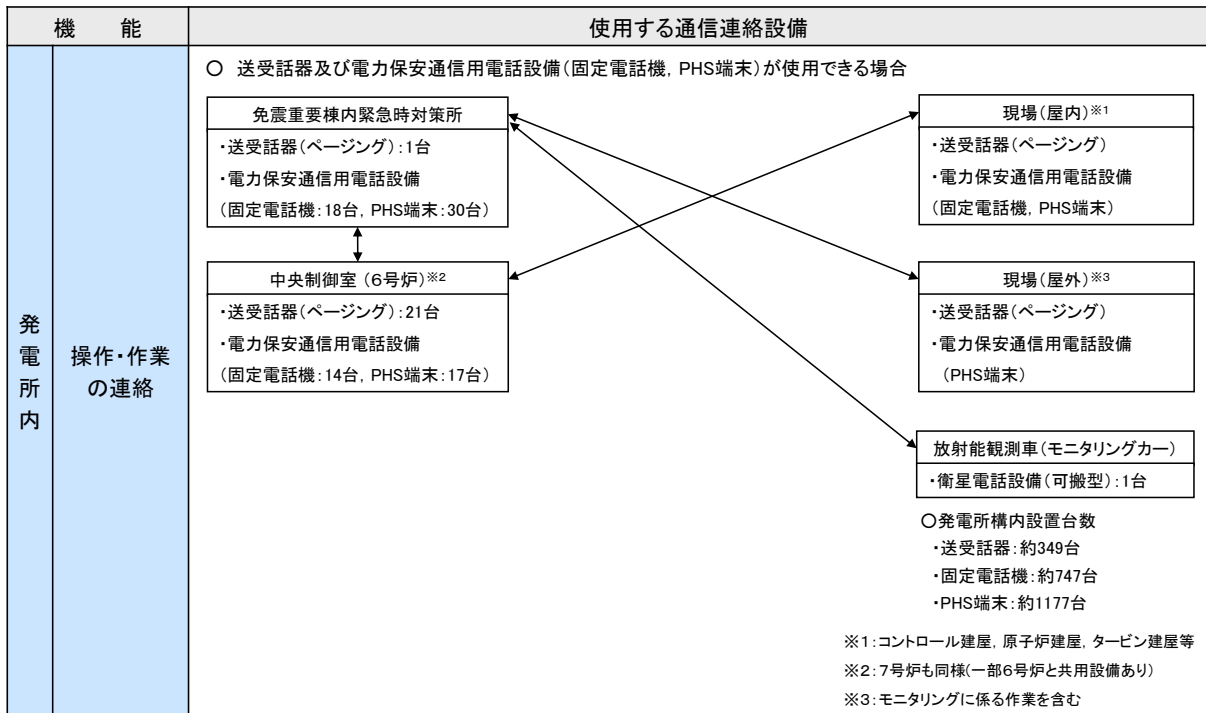 機 能
使用する通信連絡設備
発電所内
操作・作業
の連絡
○ 送受話器及び電力保安通信用電話設備(固定電話機, PHS端末)が使用できる場合
免震重要棟内緊急時対策所
・送受話器(ページング):1台
・電力保安通信用電話設備
(固定電話機:18台, PHS端末:30台)
中央制御室 (6号炉)※2
・送受話器(ページング):21台
・電力保安通信用電話設備
(固定電話機:14台, PHS端末:17台)
現場(屋内)※1
・送受話器(ページング)
・電力保安通信用電話設備
(固定電話機, PHS端末)
現場(屋外)※3
・送受話器(ページング)
・電力保安通信用電話設備
(PHS端末)
放射能観測車(モニタリングカー)
・衛星電話設備(可搬型):1台
○発電所構内設置台数
・送受話器:約349台
・固定電話機:約747台
・PHS端末:約1177台
※1:コントロール建屋, 原子炉建屋, タービン建屋等
※2:7号炉も同様(一部6号炉と共用設備あり)
※3:モニタリングに係る作業を含む